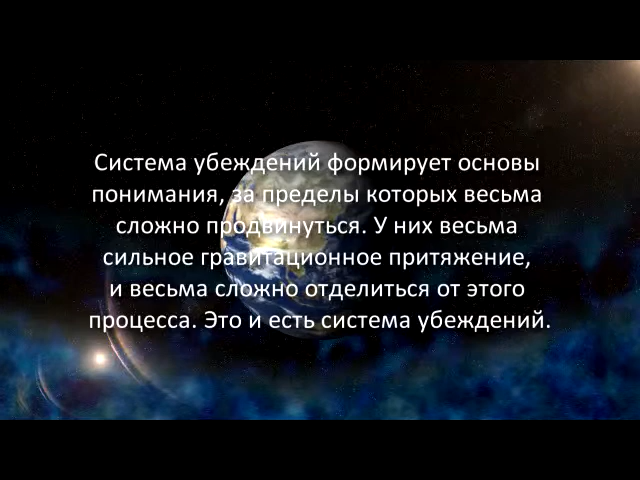 Система убеждений формирует основы
понимания, за пределы которых весьма
сложно продвинуться. У них весьма
сильное гравитационное притяжение,
и весьма сложно отделиться от этого
процесса. Это и есть система убеждений.